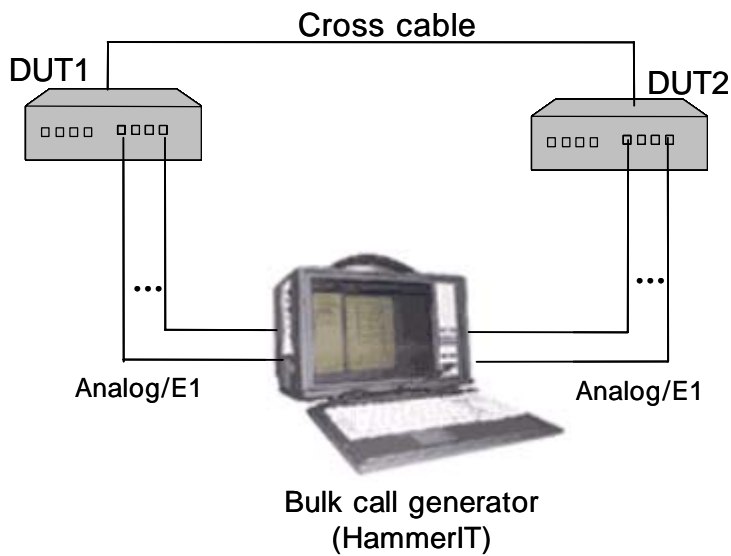 Cross cable
DUT1
DUT2
...
...
Analog/E1
Analog/E1
Bulk call generator
(HammerIT)